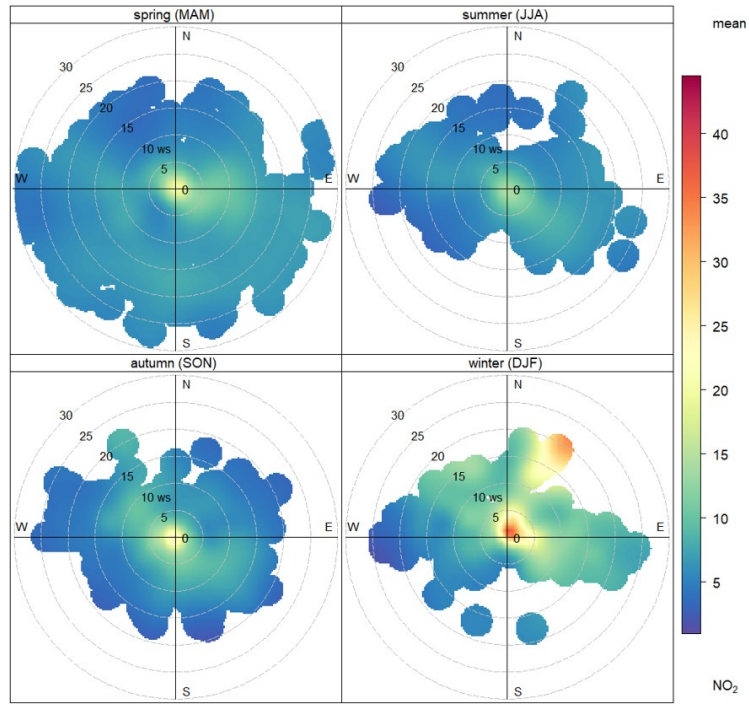 spring (MAM)
summer (JJA)
mean
N
30
25
20
15
10 ws
5
0
W
E
S
N
30
25
20
15
10 ws
5
0
W
E
S
40
35
30
25
20
15
10
5
autumn (SON)
winter (DJF)
N
30
25
20
15
10 ws
5
0
W
E
S
N
30
25
20
15
10 ws
5
0
W
E
S
NO₂